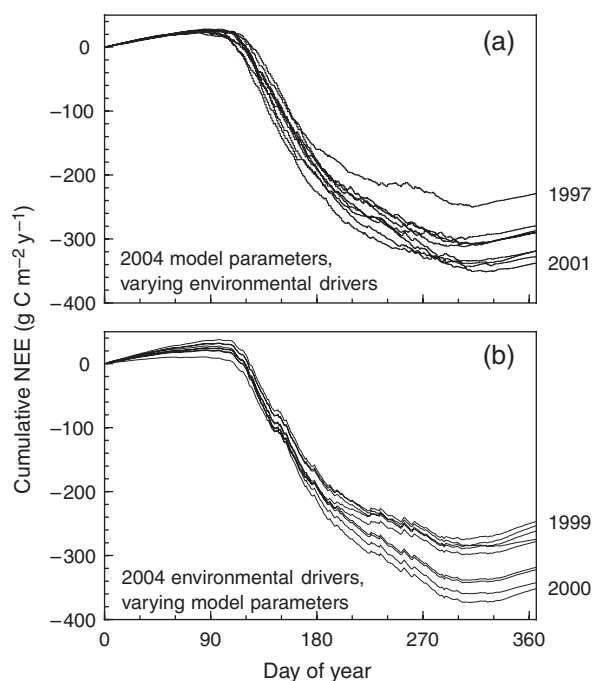 (a)
0
−100
−200
−300
−400
1997
2001
2004 model parameters,
varying environmental drivers
Cumulative NEE (g C m−2 y−1)
(b)
0
−100
−200
−300
−400
1999
2000
2004 environmental drivers,
varying model parameters
0 90 180 270 360
Day of year